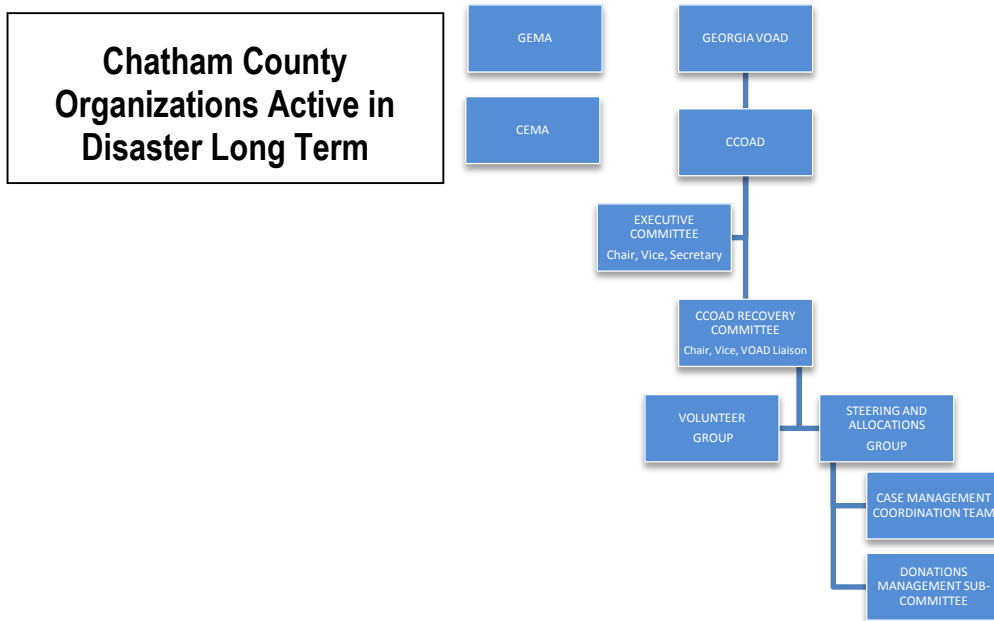 Chatham County
Organizations Active in
Disaster Long Term
GEMA
GEORGIA VOAD
CEMA
CCOAD
EXECUTIVE
COMMITTEE
Chair, Vice, Secretary
CCOAD RECOVERY
COMMITTEE
Chair, Vice, VOAD Liaison
VOLUNTEER
GROUP
STEERING AND
ALLOCATIONS
GROUP
CASE MANAGEMENT
COORDINATION TEAM
DONATIONS
MANAGEMENT SUB-
COMMITTEE